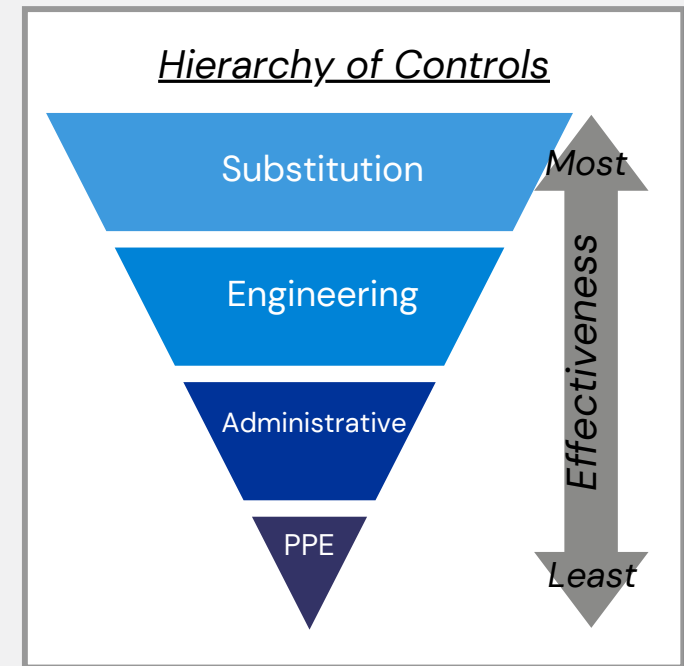 Hierarchy of Controls
Substitution
Most
Engineering
Effectiveness
Administrative
PPE
Least